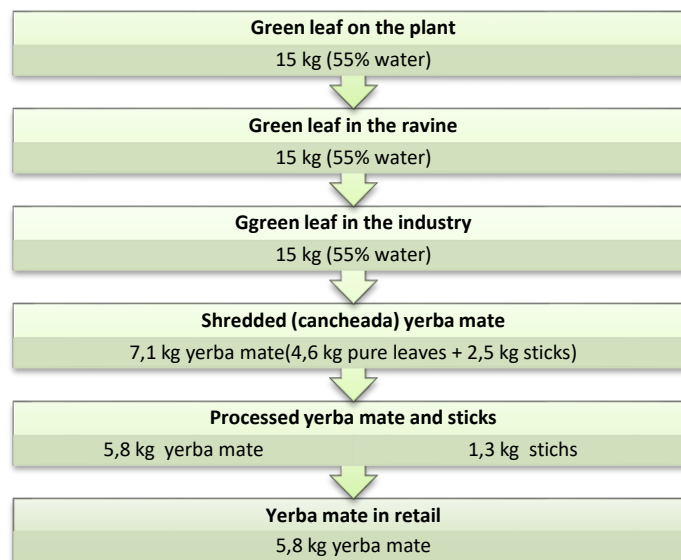 Green leaf on the plant
15 kg (55% water)
Green leaf in the ravine
15 kg (55% water)
Ggreen leaf in the industry
15 kg (55% water)
Shredded (cancheada) yerba mate
7,1 kg yerba mate(4,6 kg pure leaves + 2,5 kg sticks)
Processed yerba mate and sticks
5,8 kg  yerba mate 1,3 kg  stichs
Yerba mate in retail
5,8 kg yerba mate